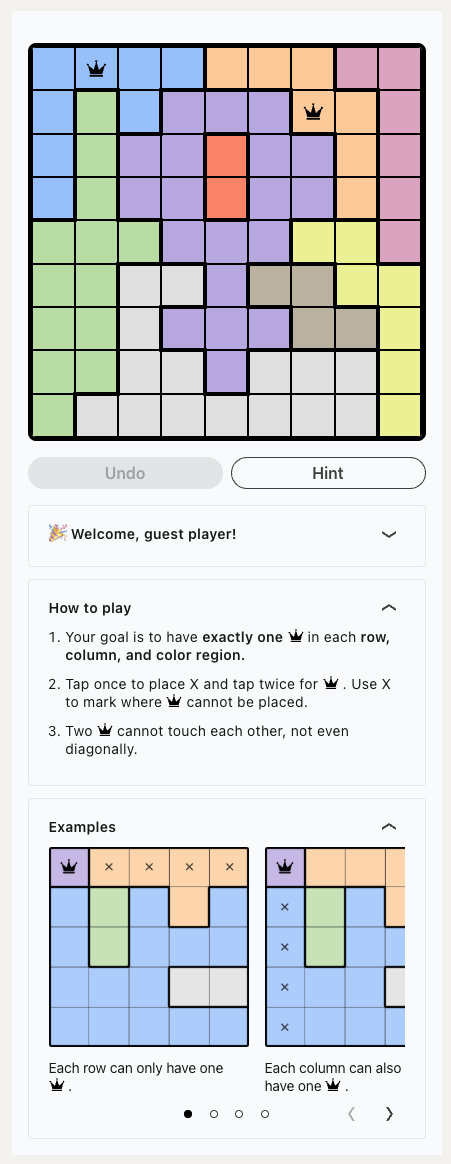 Undo
Hint
Welcome, guest player!
How to play
1. Your goal is to have exactly one in each row,
column, and color region.
2. Tap once to place X and tap twice for . Use X
to mark where cannot be placed.
3. Two cannot touch each other, not even
diagonally.
Examples
× × × ×
×
×
×
×
Each row can only have one
.
Each column can also
have one .